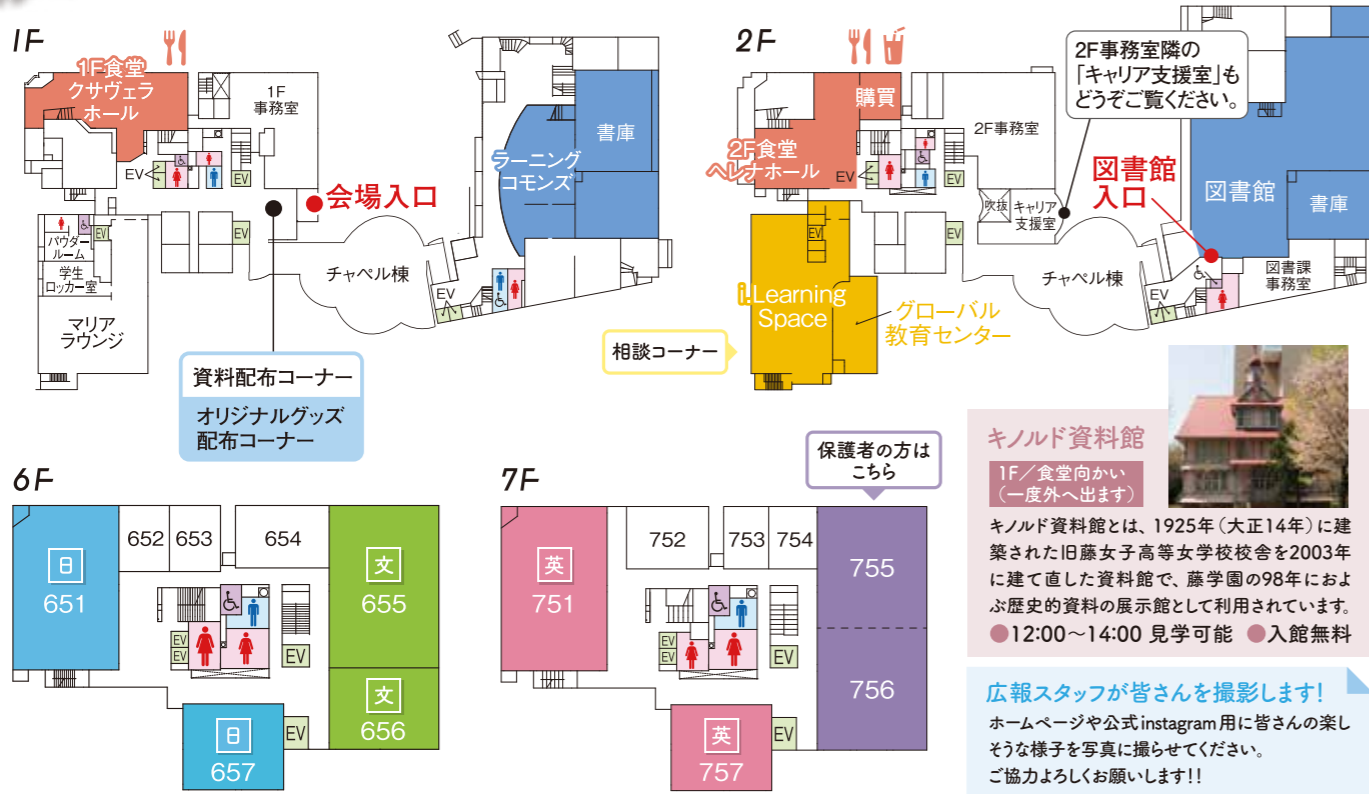 1F
1F食堂
クサヴェラ
ホール
1F
事務室
EV
EV
会場入口
EV
EV
パウダー
ルーム
学生
ロッカー室
マリア
ラウンジ
チャペル棟
ラーニング
コモンズ
書庫
EV
資料配布コーナー
オリジナルグッズ
配布コーナー
2F
購買
2F食堂
ヘレナホール
EV
EV
2F事務室
2F事務室隣の
「キャリア支援室」も
どうぞご覧ください。
吹抜
キャリア
支援室
EV
EV
i.Learning
Space
グローバル
教育センター
相談コーナー
チャペル棟
図書館
入口
図書館
書庫
図書課
事務室
EV
6F
日
651
652
653
654
文
655
文
656
EV
EV
EV
EV
日
657
7F
保護者の方は
こちら
英
751
752
753
754
755
756
EV
EV
EV
EV
英
757
キノルド資料館
1F/食堂向かい
(一度外へ出ます)
キノルド資料館とは、1925年(大正14年)に建
築された旧藤女子高等女学校校舎を2003年
に建て直した資料館で、藤学園の98年におよ
ぶ歴史的資料の展示館として利用されています。
●12:00〜14:00 見学可能 ●入館無料
広報スタッフが皆さんを撮影します!
ホームページや公式instagram用に皆さんの楽し
そうな様子を写真に撮らせてください。
ご協力よろしくお願いします!!